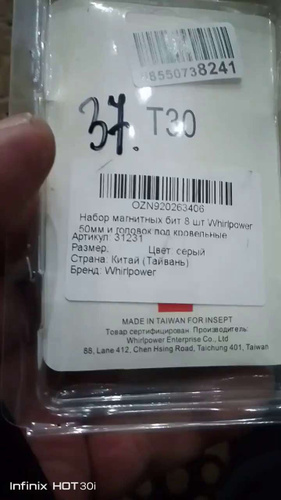 8550738241
37. T30
OZN920263406
Набор магнитных бит 8 шт Whirlpower
50мм и головок под кровельные
Артикул: 31231
Размер: Цвет: серый
Страна: Китай (Тайвань)
Бренд: Whirlpower
MADE IN TAIWAN FOR INSEPT
Товар сертифицирован. Производитель:
Whirlpower Enterprise Co., Ltd
88, Lane 412, Chen Hsing Road, Taichung 401, Taiwan
Infinix HOT30i